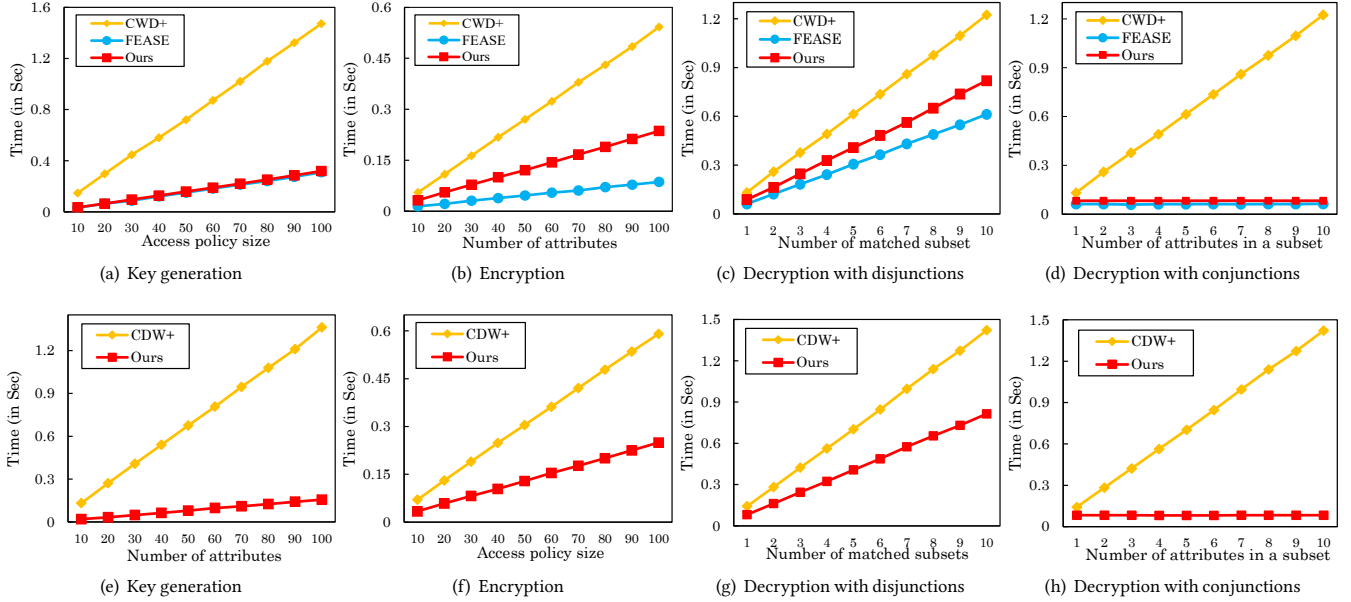 1.6
1.2
0.8
0.4
0
Time (in Sec)
CWD+
FEASE
Ours
10 20 30 40 50 60 70 80 90 100
Access policy size
(a) Key generation
0.6
0.45
0.3
0.15
0
Time (in Sec)
CWD+
FEASE
Ours
10 20 30 40 50 60 70 80 90 100
Number of attributes
(b) Encryption
1.2
0.9
0.6
0.3
0
Time (in Sec)
CWD+
FEASE
Ours
1 2 3 4 5 6 7 8 9 10
Number of matched subset
(c) Decryption with disjunctions
1.2
0.9
0.6
0.3
0
Time (in Sec)
CWD+
FEASE
Ours
1 2 3 4 5 6 7 8 9 10
Number of attributes in a subset
(d) Decryption with conjunctions
1.2
0.9
0.6
0.3
0
Time (in Sec)
CDW+
Ours
10 20 30 40 50 60 70 80 90 100
Number of attributes
(e) Key generation
0.6
0.45
0.3
0.15
0
Time (in Sec)
CDW+
Ours
10 20 30 40 50 60 70 80 90 100
Access policy size
(f) Encryption
1.5
1.2
0.9
0.6
0.3
0
Time (in Sec)
CDW+
Ours
1 2 3 4 5 6 7 8 9 10
Number of matched subsets
(g) Decryption with disjunctions
1.5
1.2
0.9
0.6
0.3
0
Time (in Sec)
CDW+
Ours
1 2 3 4 5 6 7 8 9 10
Number of attributes in a subset
(h) Decryption with conjunctions